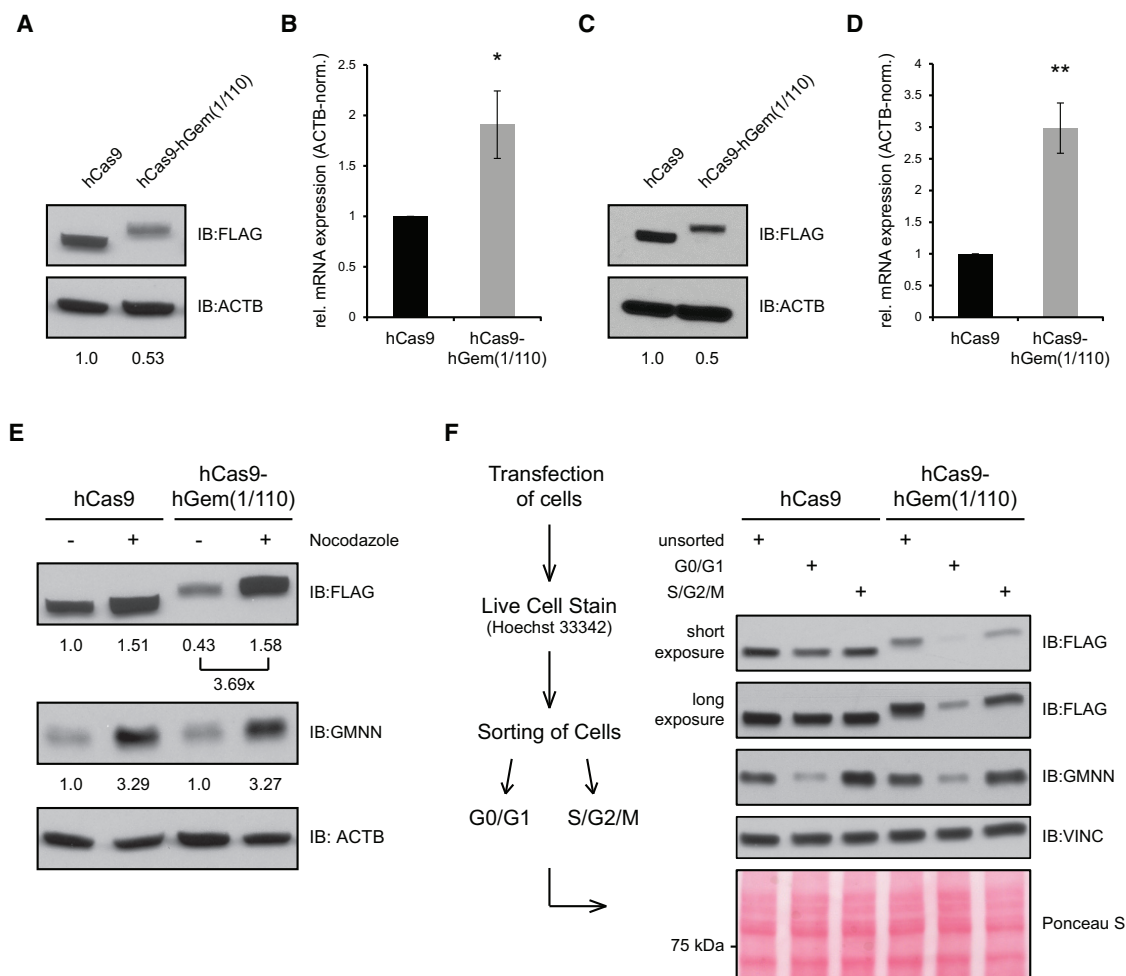 A
hCas9
hCas9-hGem(1/110)
IB:FLAG
IB:ACTB
1.0 0.53
B
rel. mRNA expression (ACTB-norm.)
2.5
2
1.5
1
0.5
0
*
hCas9
hCas9-
hGem(1/110)
C
hCas9
hCas9-hGem(1/110)
IB:FLAG
IB:ACTB
1.0 0.5
D
rel. mRNA expression (ACTB-norm.)
4
3.5
3
2.5
2
1.5
1
0.5
0
**
hCas9
hCas9-
hGem(1/110)
E
hCas9
hCas9-
hGem(1/110)
- + - + Nocodazole
IB:FLAG
1.0 1.51 0.43 1.58
3.69x
IB:GMNN
1.0 3.29 1.0 3.27
IB: ACTB
F
Transfection
of cells
Live Cell Stain
(Hoechst 33342)
Sorting of Cells
G0/G1 S/G2/M
hCas9
hCas9-
hGem(1/110)
unsorted + +
G0/G1 + +
S/G2/M + +
short
exposure
IB:FLAG
long
exposure
IB:FLAG
IB:GMNN
IB:VINC
Ponceau S
75 kDa